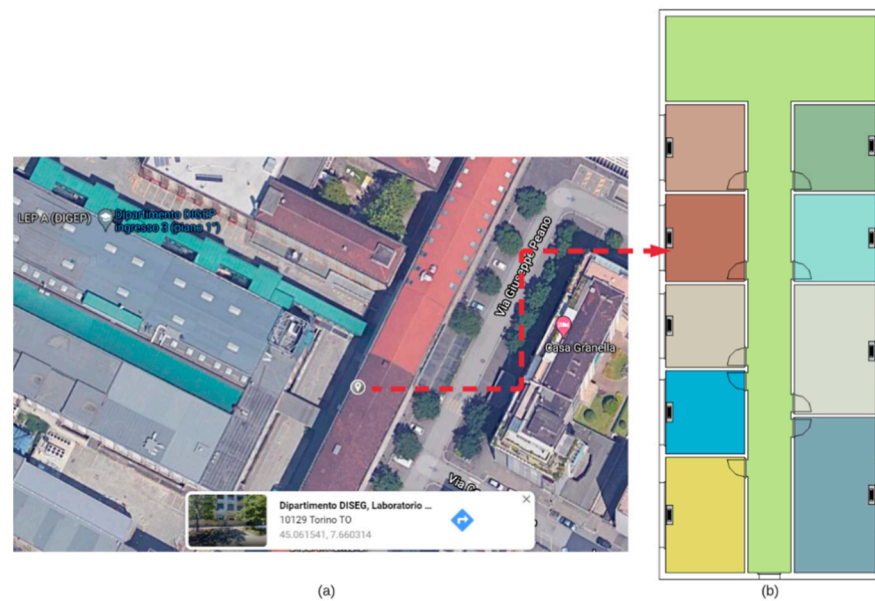 LEP A (DIGEP)
Dipartimento DISEP
ingresso 3 (piano 1°)
Via Giuseppe Peano
Casa Granella
Dipartimento DISEG, Laboratorio ...
10129 Torino TO
45.061541, 7.660314
(a)
(b)